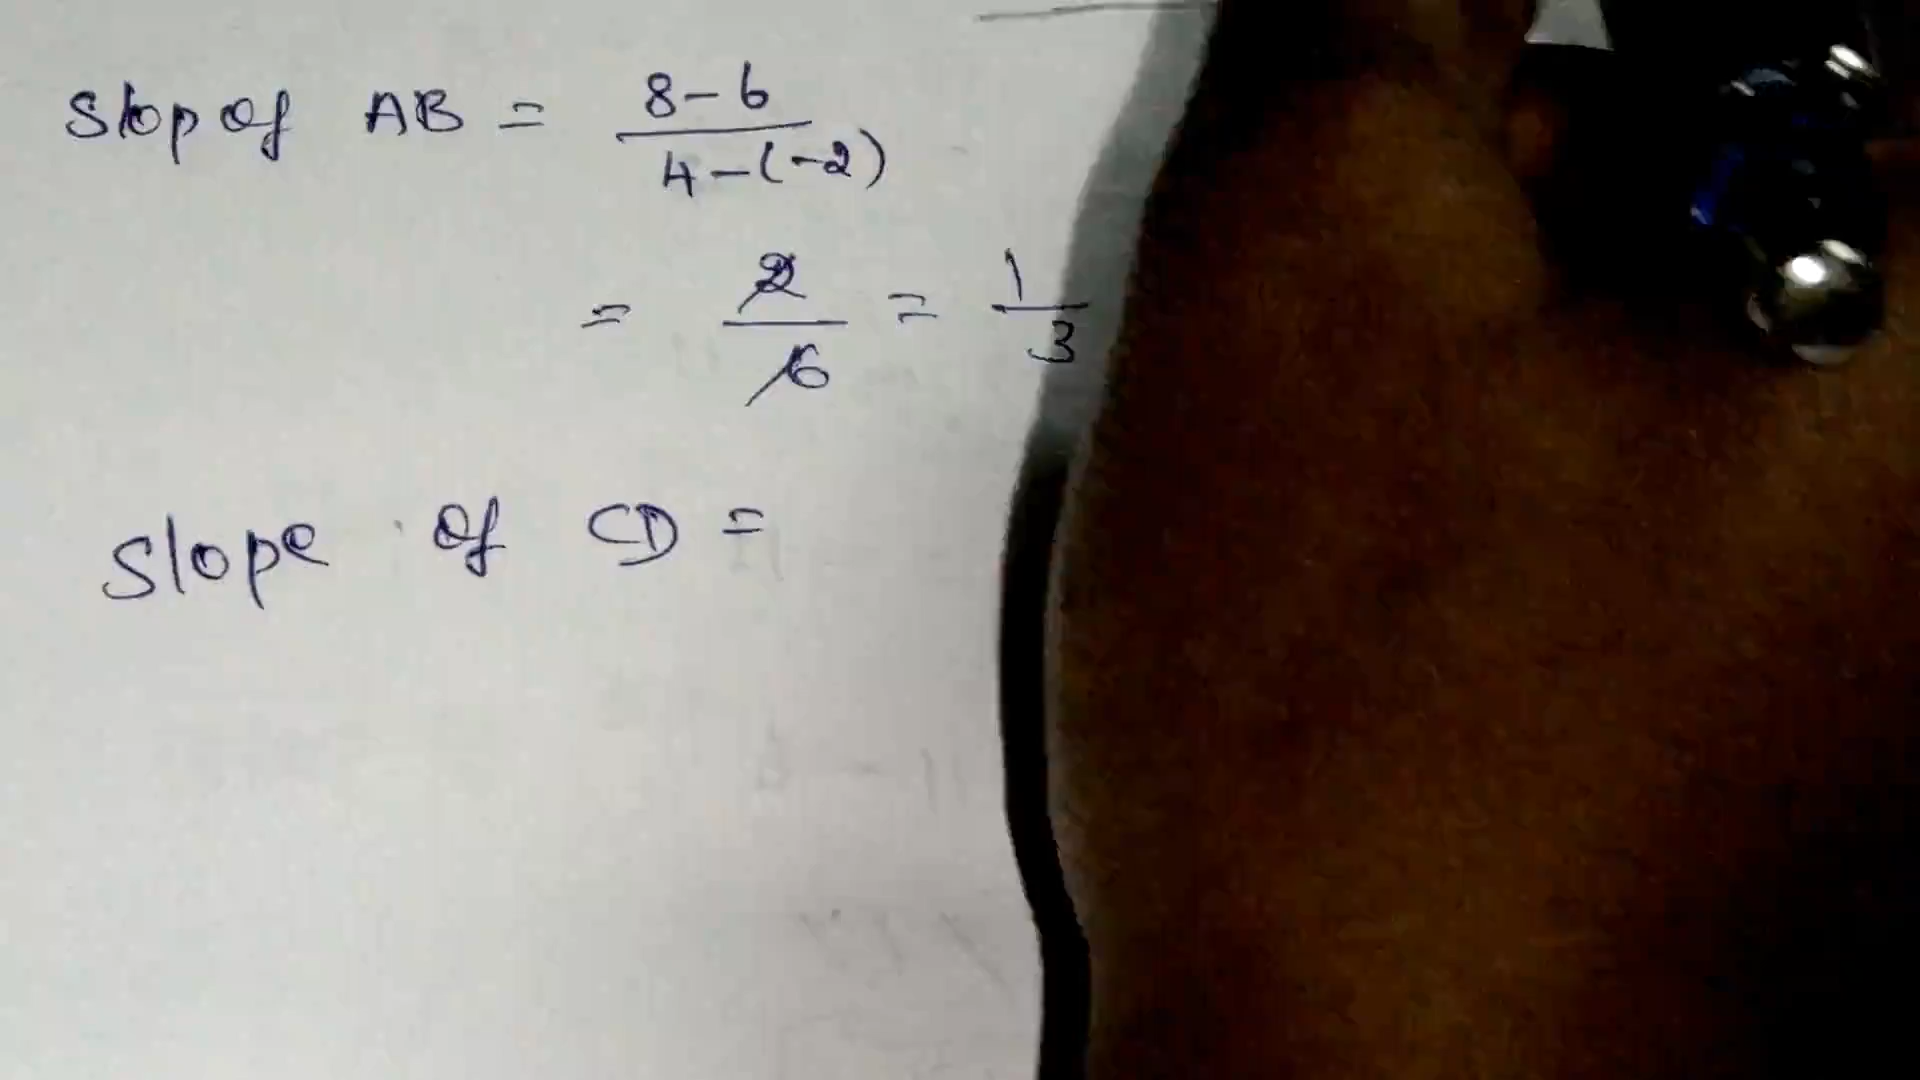 Slop of AB = 8-6 / 4-(-2)
= 2/6 = 1/3
Slope of CD =